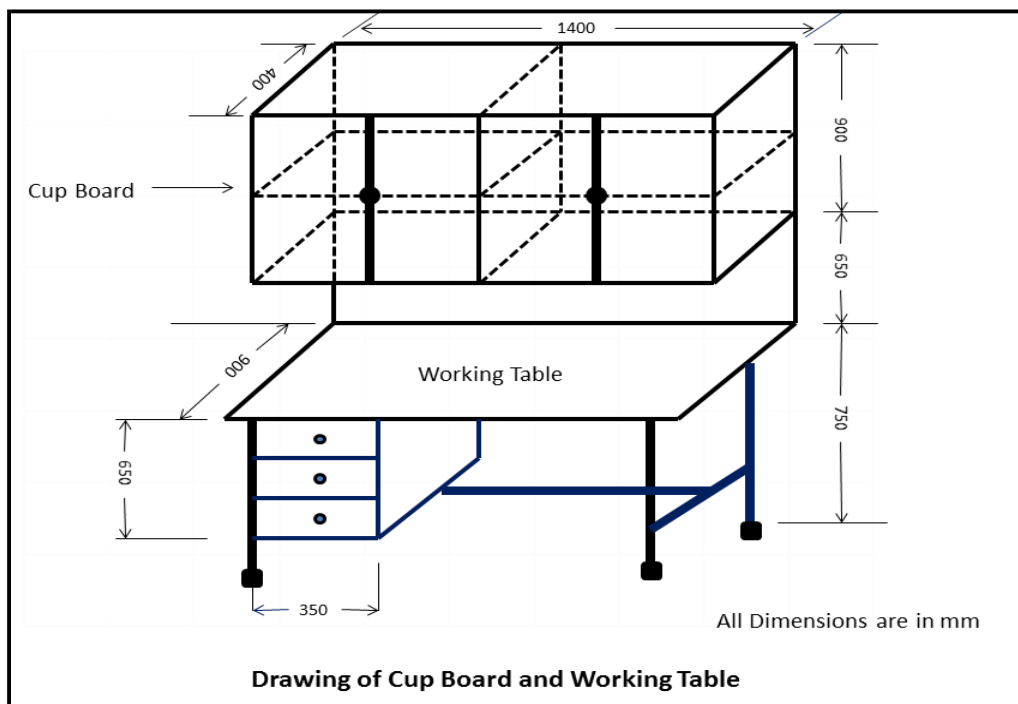 1400
400
900
Cup Board
650
900
Working Table
750
650
350
All Dimensions are in mm
Drawing of Cup Board and Working Table